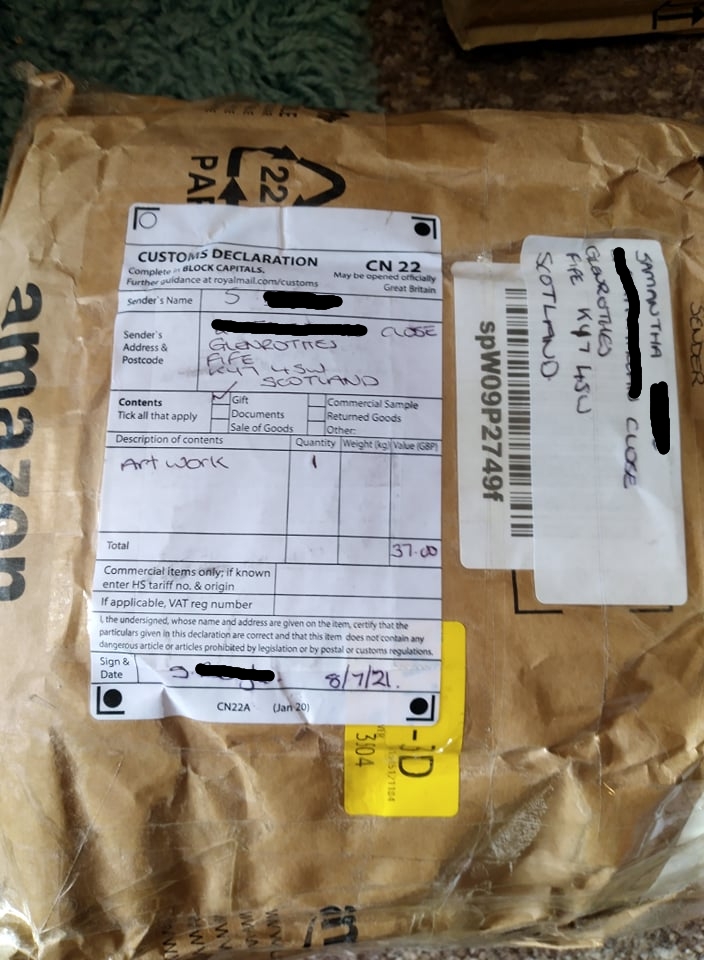 22
PA
CUSTOMS DECLARATION
CN 22
Complete in BLOCK CAPITALS.
May be opened officially
Further guidance at royalmail.com/customs
Great Britain
Sender's Name
S
Sender's
Address &
Postcode
CLOSE
GLENROTHES
FIFE
KY7 4SW
SCOTLAND
Contents
Tick all that apply
Gift
Documents
Sale of Goods
Commercial Sample
Returned Goods
Other:
Description of contents
Quantity
Weight (kg)
Value (GBP)
Art work
1
Total
37.00
Commercial items only; if known
enter HS tariff no. & origin
If applicable, VAT reg number
I, the undersigned, whose name and address are given on the item, certify that the
particulars given in this declaration are correct and that this item does not contain any
dangerous article or articles prohibited by legislation or by postal or customs regulations.
Sign &
Date
S.
8/7/21.
CN22A (Jan 20)
amazon
spW09P2749f
SENDER
SAMANTHA
CLOSE
GLENROTHES
FIFE KY7 4SW
SCOTLAND
-3D
304